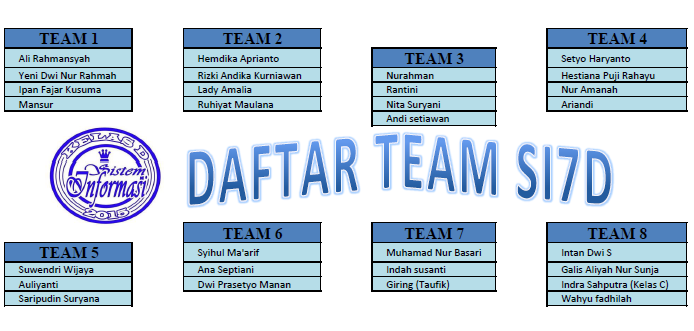 TEAM 1
Ali Rahmansyah
Yeni Dwi Nur Rahmah
Ipan Fajar Kusuma
Mansur
TEAM 2
Hemdika Aprianto
Rizki Andika Kurniawan
Lady Amalia
Ruhiyat Maulana
TEAM 3
Nurahman
Rantini
Nita Suryani
Andi setiawan
TEAM 4
Setyo Haryanto
Hestiana Puji Rahayu
Nur Amanah
Ariandi
KELAS D
Sistem
Informasi
2015
DAFTAR TEAM SI7D
TEAM 5
Suwendri Wijaya
Auliyanti
Saripudin Suryana
TEAM 6
Syihul Ma'arif
Ana Septiani
Dwi Prasetyo Manan
TEAM 7
Muhamad Nur Basari
Indah susanti
Giring (Taufik)
TEAM 8
Intan Dwi S
Galis Aliyah Nur Sunja
Indra Sahputra (Kelas C)
Wahyu fadhilah